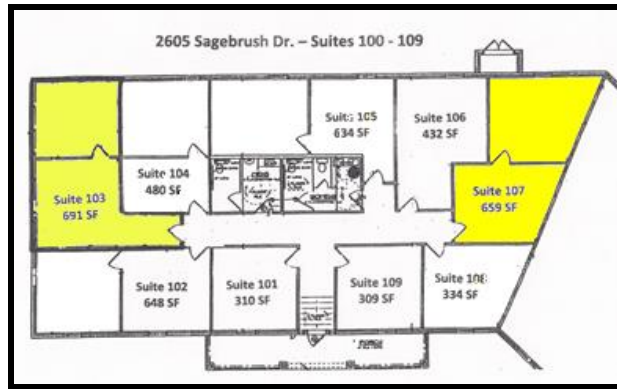 2605 Sagebrush Dr. – Suites 100 - 109
Suite 105
634 SF
Suite 106
432 SF
Suite 104
480 SF
Suite 103
691 SF
Suite 107
659 SF
Suite 102
648 SF
Suite 101
310 SF
Suite 109
309 SF
Suite 108
334 SF